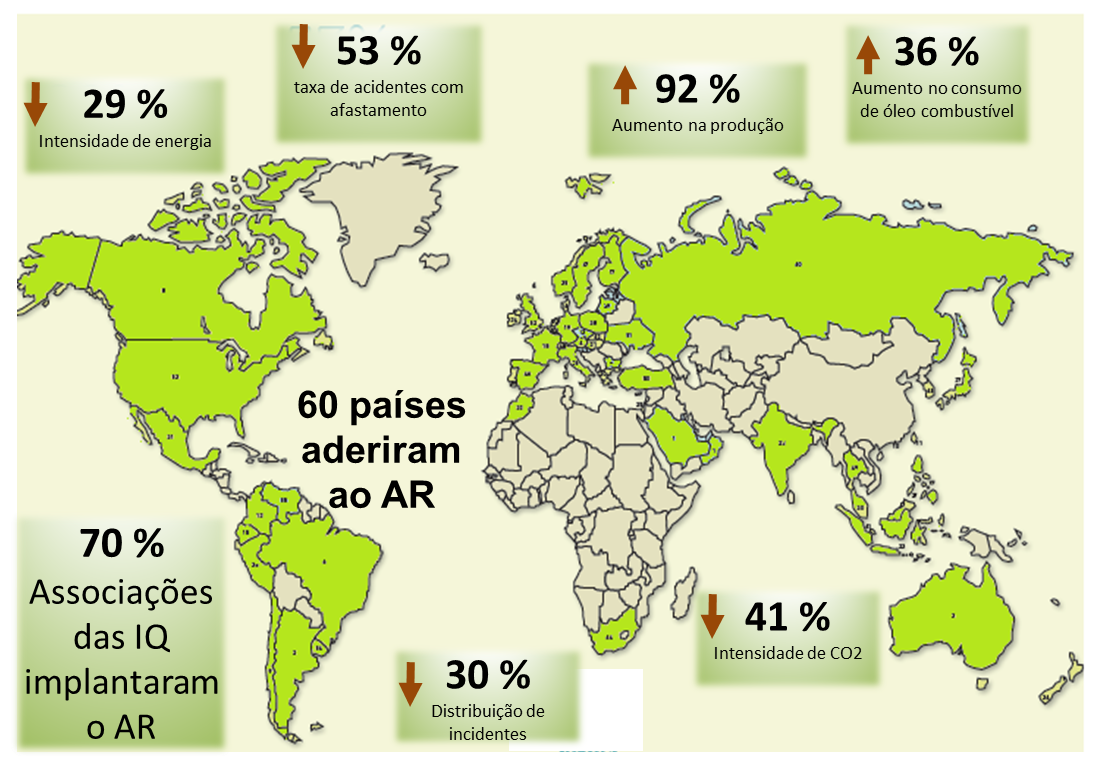 53 %
taxa de acidentes com
afastamento
36 %
Aumento no consumo
de óleo combustível
29 %
Intensidade de energia
92 %
Aumento na produção
60 países
aderiram
ao AR
70 %
Associações
das IQ
implantaram
o AR
41 %
Intensidade de CO2
30 %
Distribuição de
incidentes